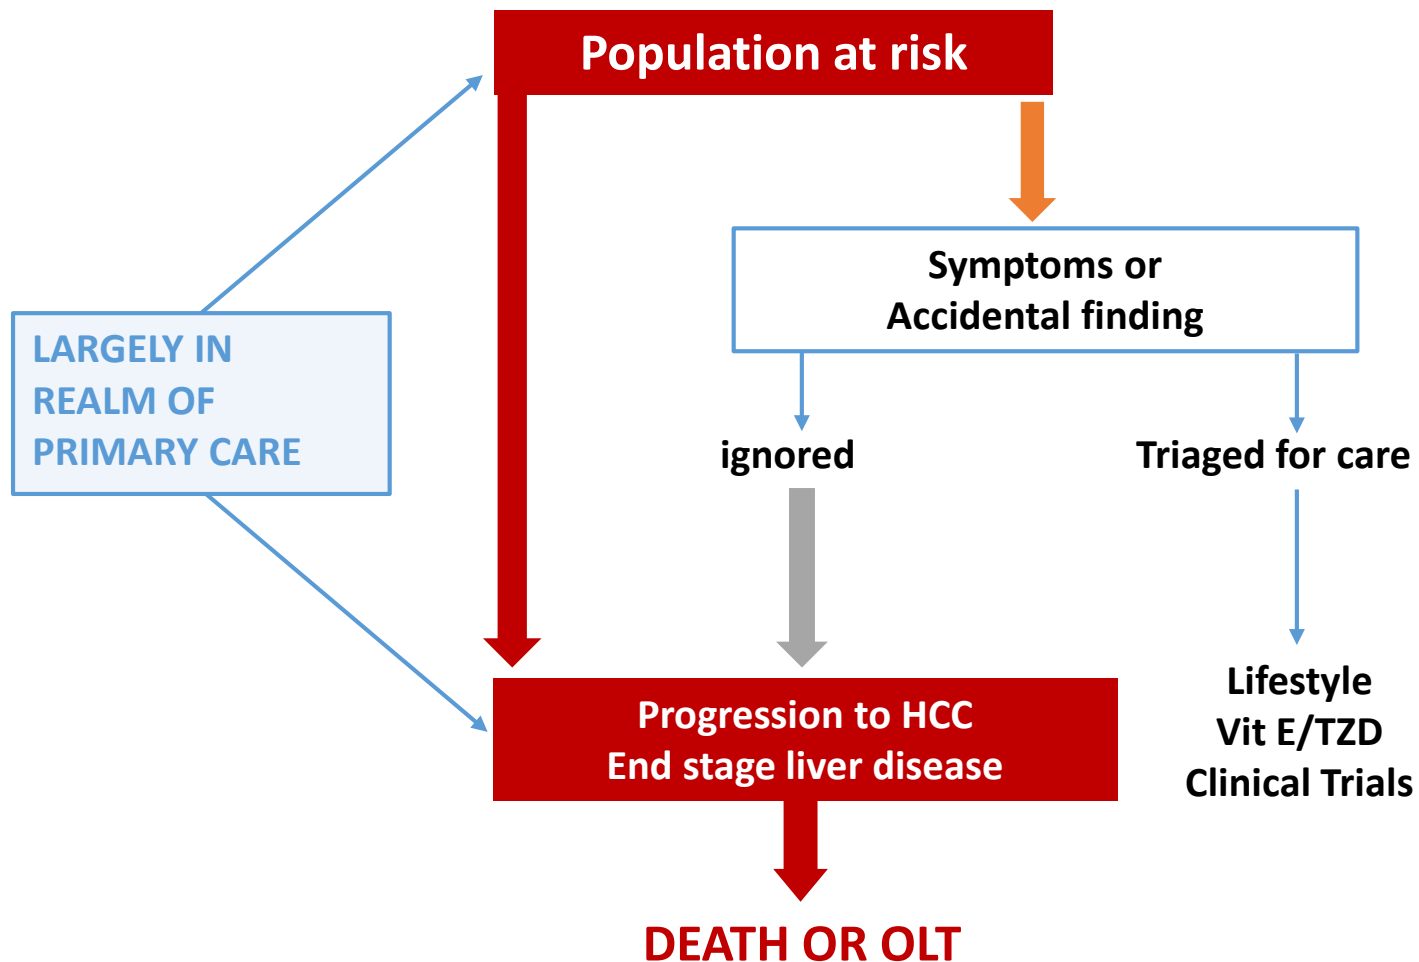 Population at risk
Symptoms or
Accidental finding
LARGELY IN
REALM OF
PRIMARY CARE
ignored
Triaged for care
Progression to HCC
End stage liver disease
Lifestyle
Vit E/TZD
Clinical Trials
DEATH OR OLT